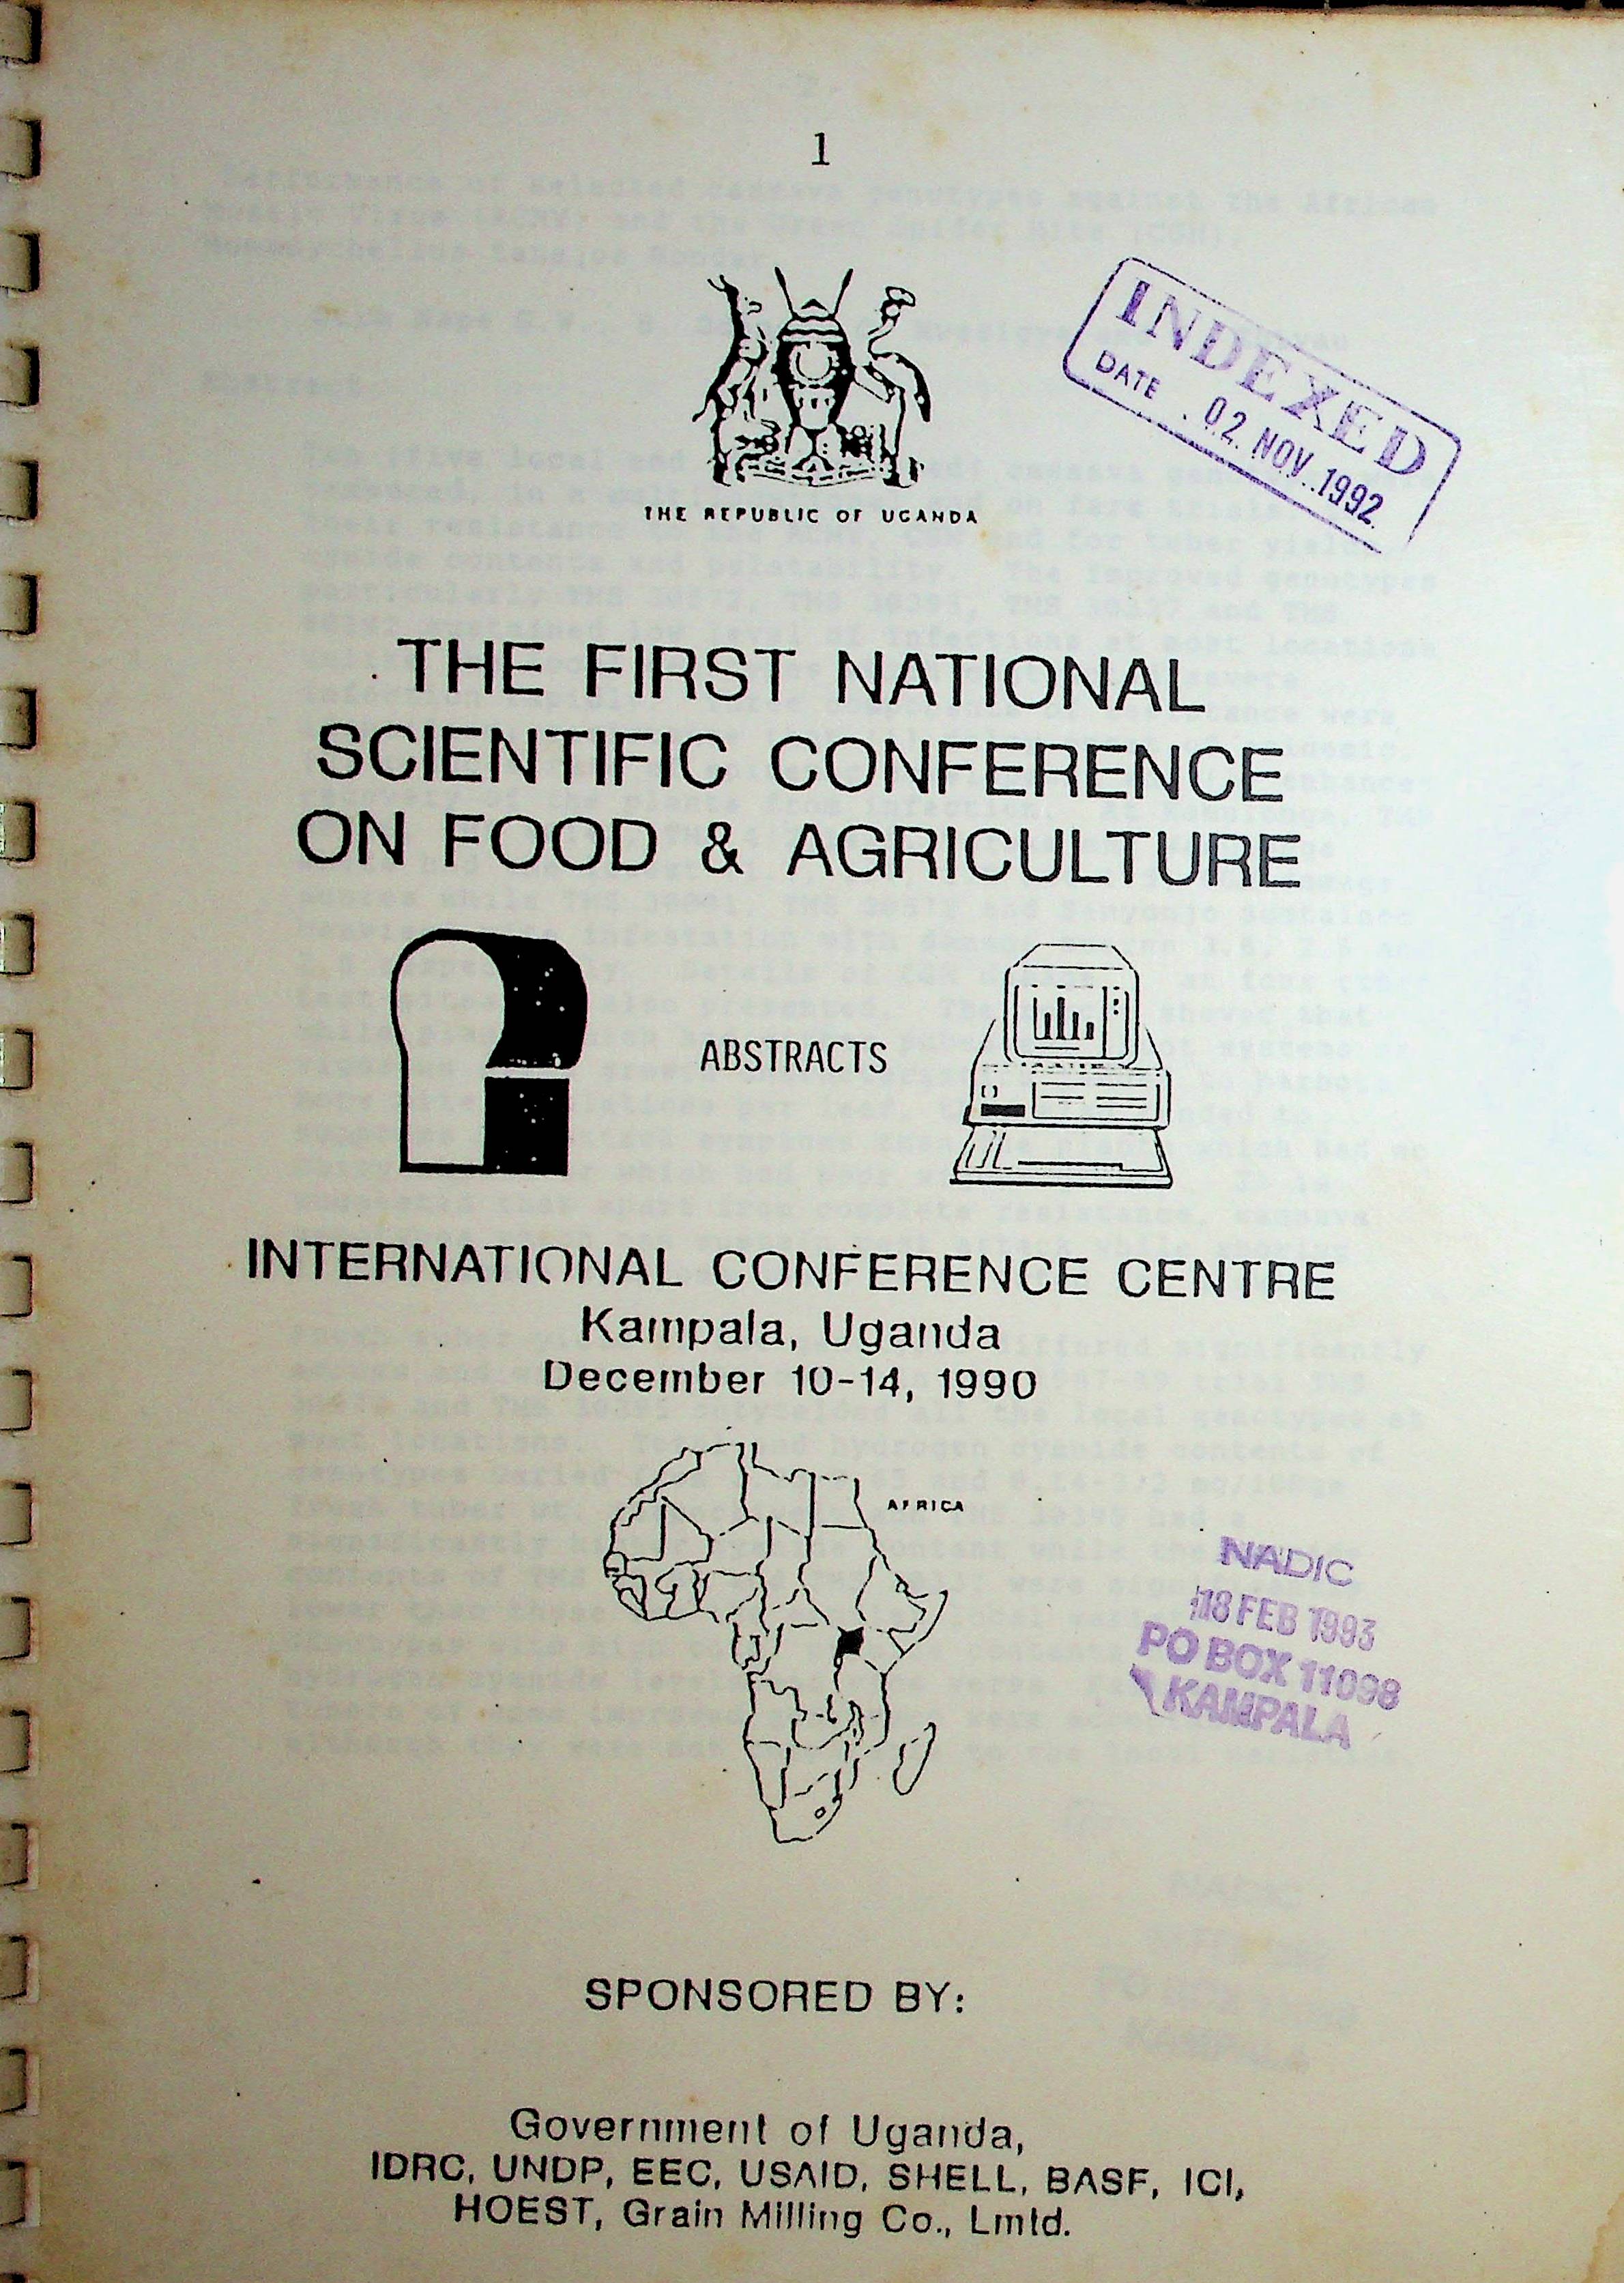 1
INDEXED
DATE . 02. NOV. 1992
THE REPUBLIC OF UGANDA
THE FIRST NATIONAL
SCIENTIFIC CONFERENCE
ON FOOD & AGRICULTURE
ABSTRACTS
INTERNATIONAL CONFERENCE CENTRE
Kampala, Uganda
December 10-14, 1990
AFRICA
NADIC
18 FEB 1993
PO BOX 11098
KAMPALA
SPONSORED BY:
Government of Uganda,
IDRC, UNDP, EEC, USAID, SHELL, BASF, ICI,
HOEST, Grain Milling Co., Lmtd.